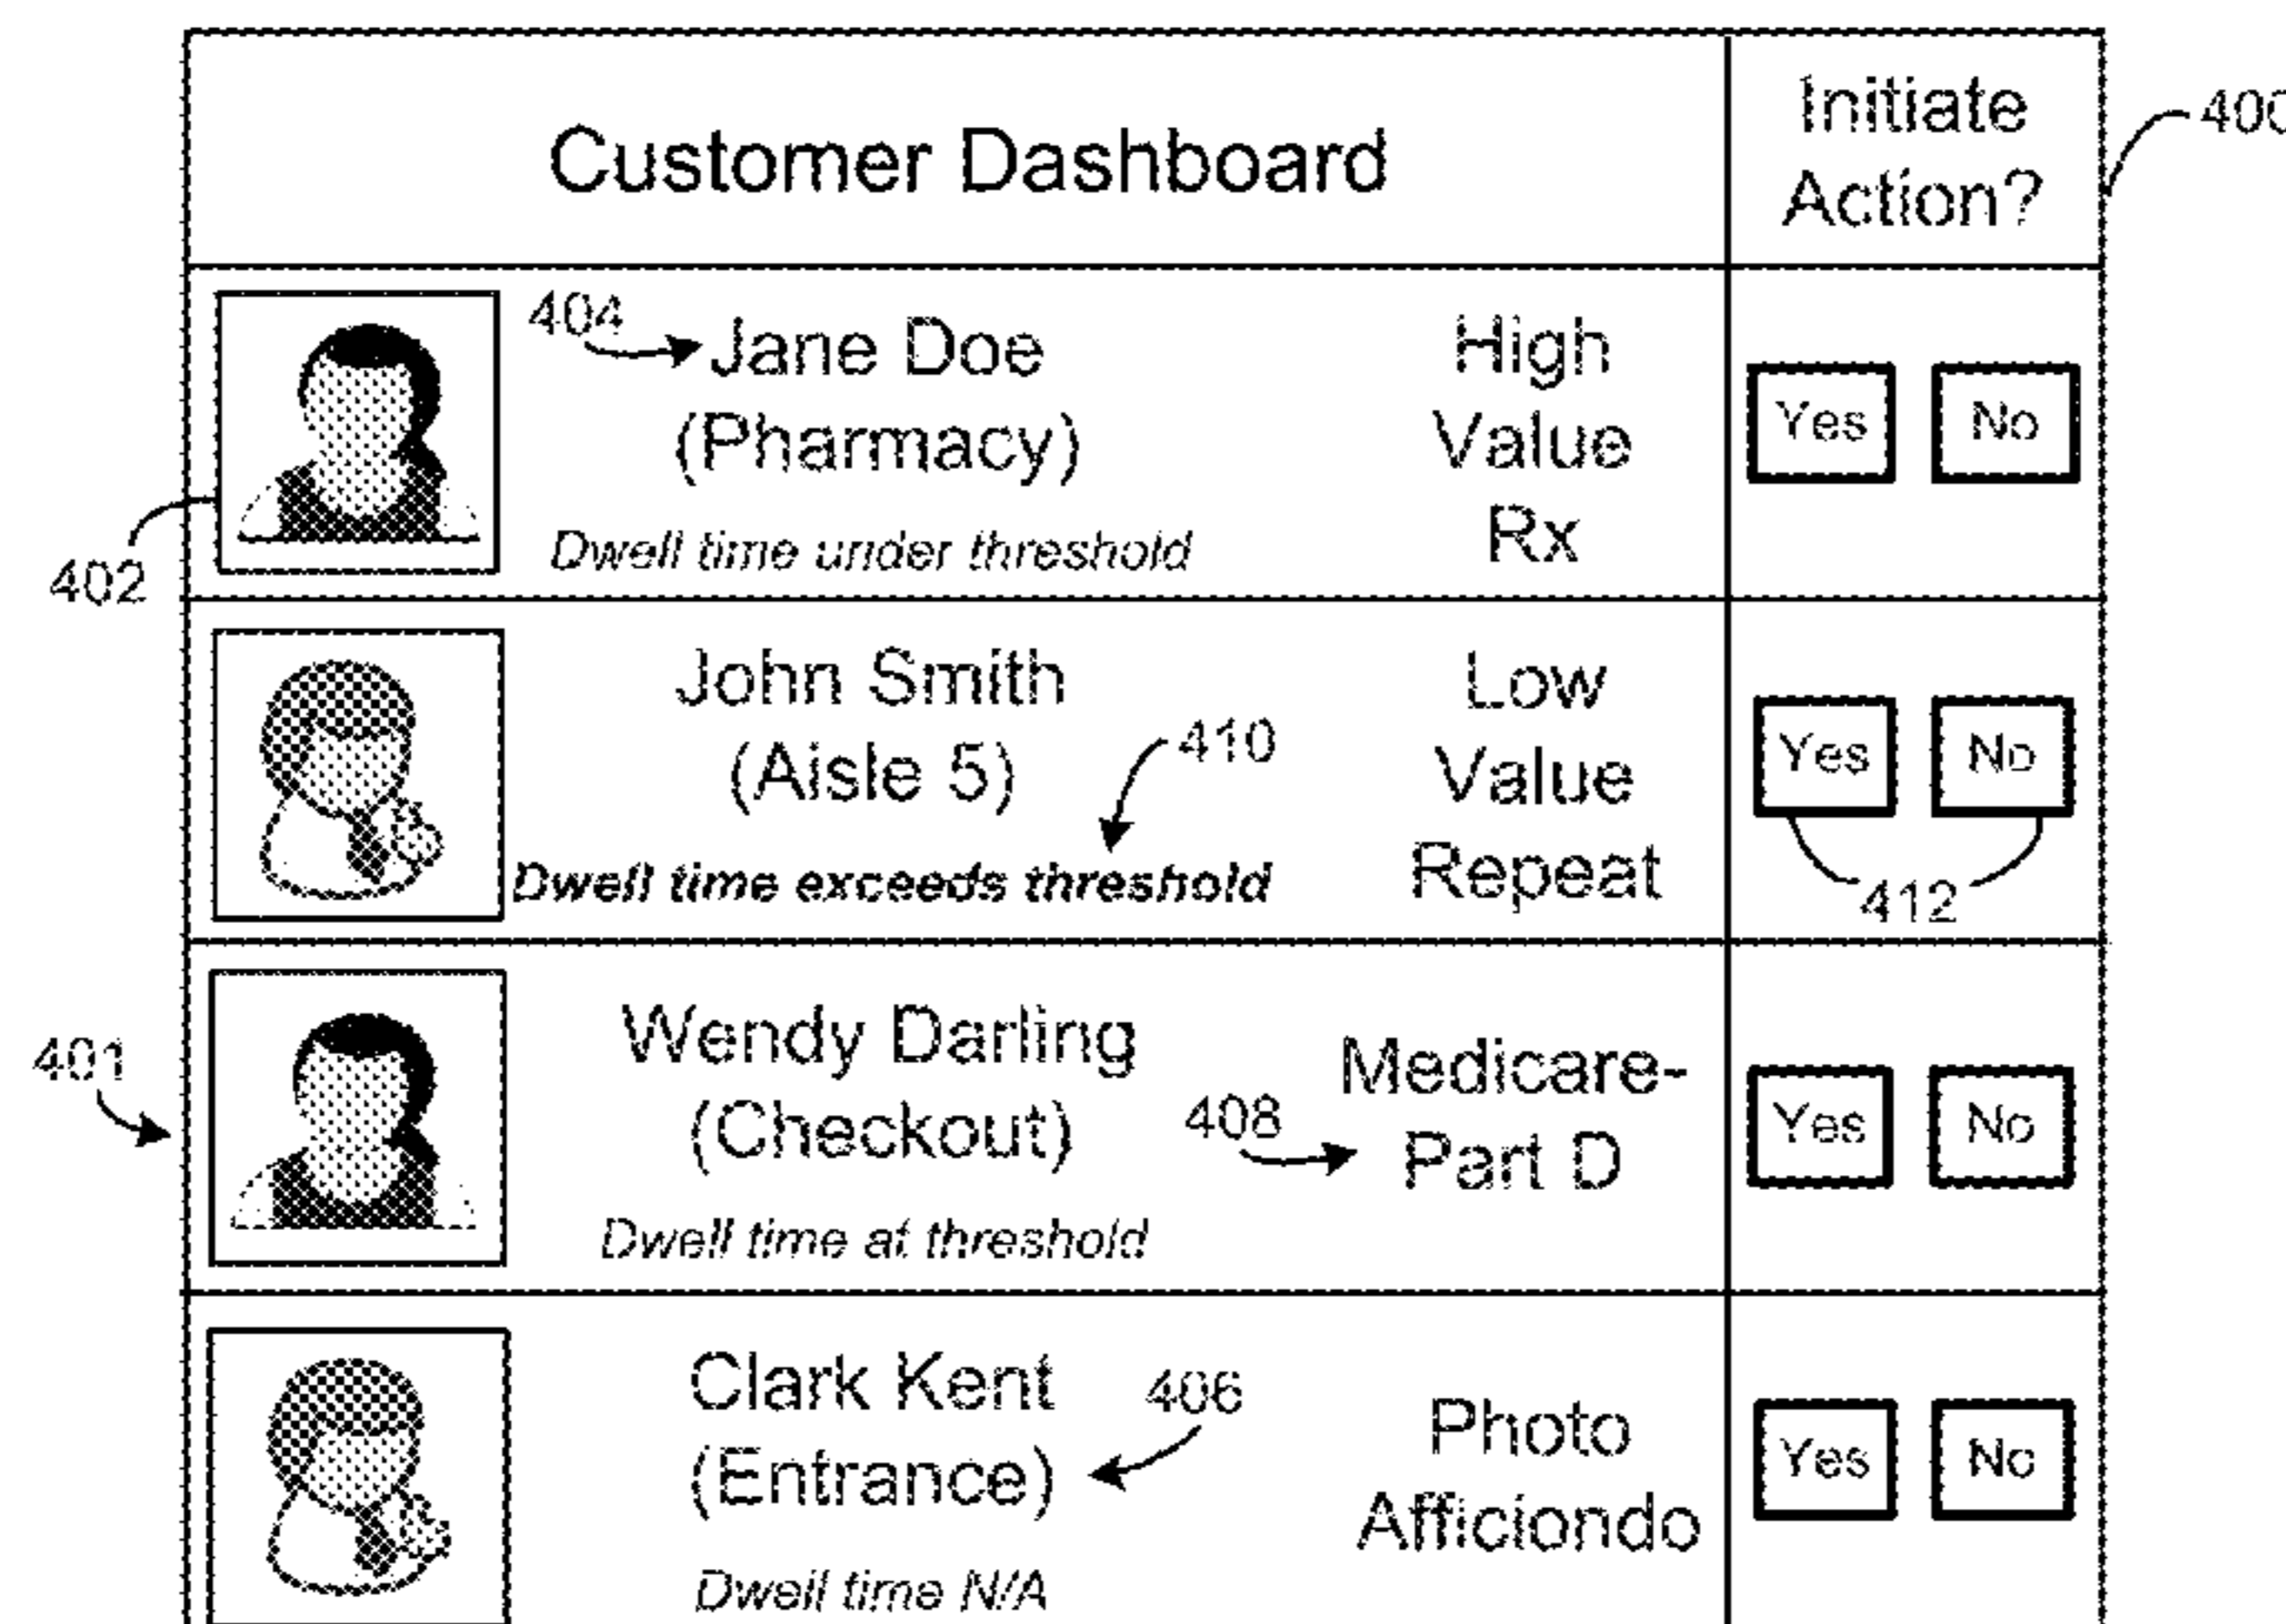 Customer Dashboard
Initiate
Action?
400
404
Jane Doe
(Pharmacy)
Dwell time under threshold
High
Value
Rx
Yes
No
402
John Smith
(Aisle 5)
410
Dwell time exceeds threshold
Low
Value
Repeat
Yes
No
412
401
Wendy Darling
(Checkout)
Dwell time at threshold
408
Medicare-
Part D
Yes
No
Clark Kent
(Entrance)
406
Dwell time N/A
Photo
Afficiondo
Yes
No